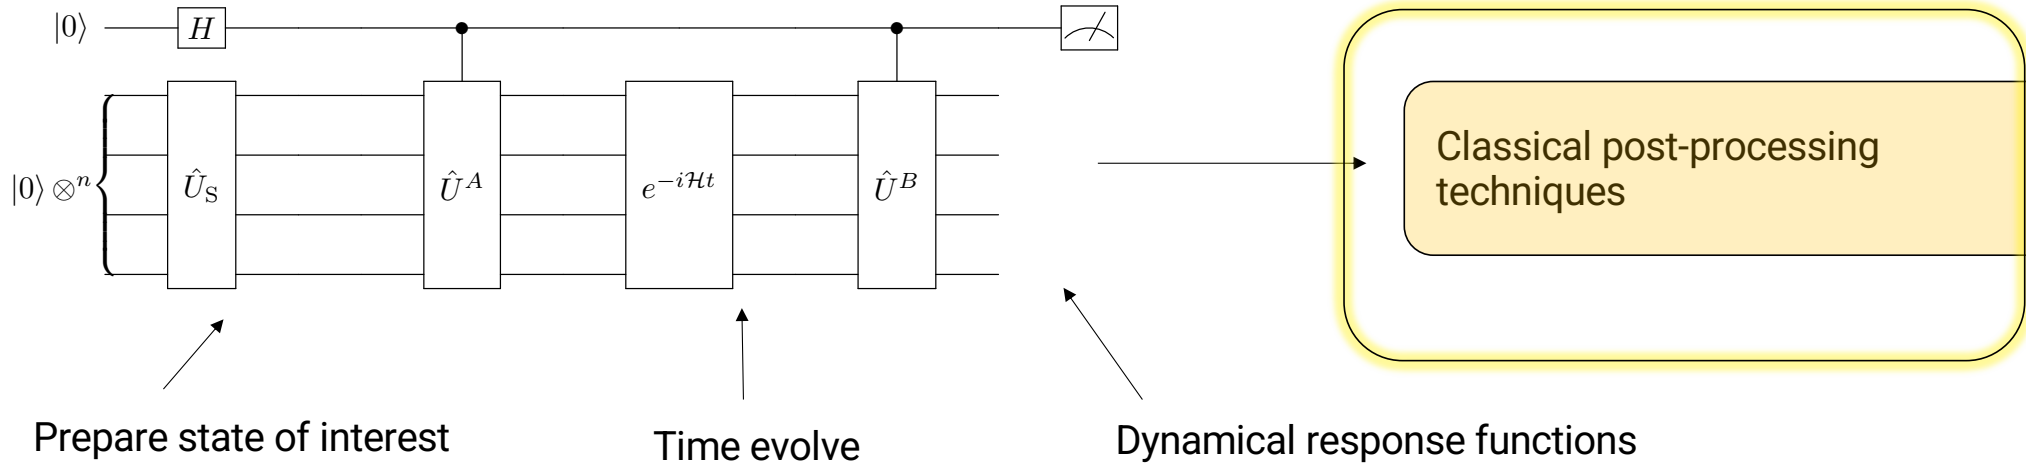 |0⟩ H
|0⟩ ⊗ⁿ Û_S Û^A e^{-iℋt} Û^B
Classical post-processing
techniques
Prepare state of interest
Time evolve
Dynamical response functions